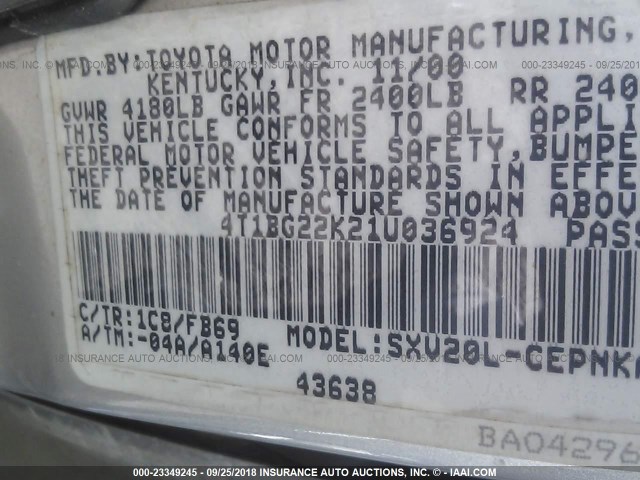 MFD.BY:TOYOTA MOTOR MANUFACTURING,
KENTUCKY,INC. 11/00
GVWR 4180LB GAWR FR 2400LB RR 240
THIS VEHICLE CONFORMS TO ALL APPLI
FEDERAL MOTOR VEHICLE SAFETY,BUMPE
THEFT PREVENTION STANDARDS IN EFFE
THE DATE OF MANUFACTURE SHOWN ABOV
4T1BG22K21U036924 PASS
C/TR:1C8/FB69
A/TM:-04A/A140E MODEL:SXV20L-CEPNKA
43638
BA04296
000-23349245 - 09/25/2018 INSURANCE AUTO AUCTIONS - © - IAAI.COM